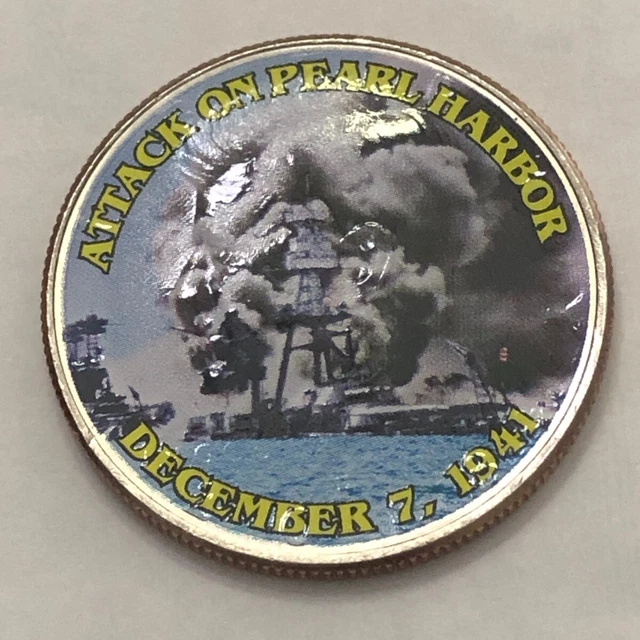 ATTACK ON PEARL HARBOR
DECEMBER 7, 1941